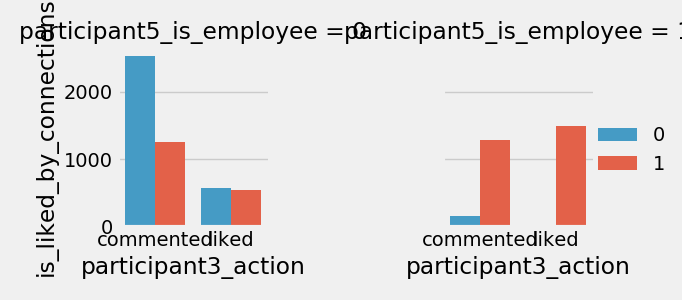 participant5_is_employee = 0
participant5_is_employee = 1
is_liked_by_connections
2000
1000
0
commented
liked
commented
liked
participant3_action
participant3_action
0
1